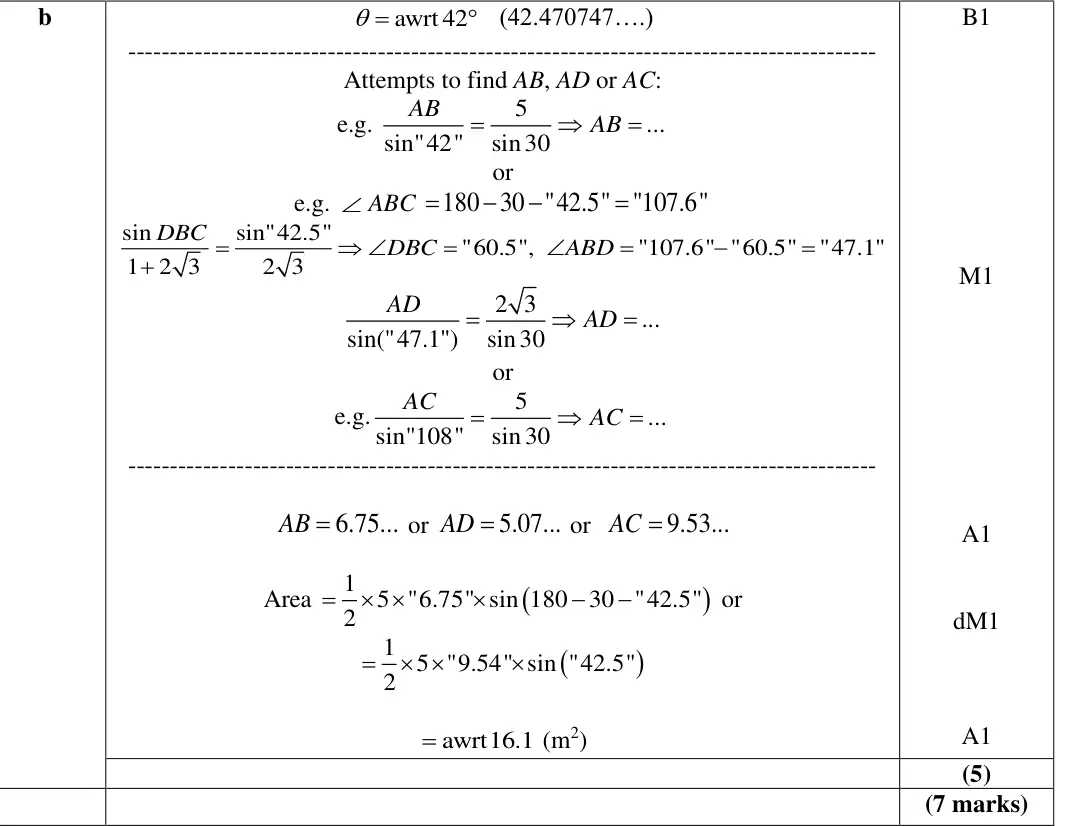 b θ = awrt 42° (42.470747….) B1
------------------------------------------------------------------------------------------
Attempts to find AB, AD or AC:
e.g. AB/sin"42" = 5/sin 30 ⇒ AB = ...
or
e.g. ∠ ABC = 180 − 30 − "42.5" = "107.6"
sin DBC/(1 + 2√3) = sin"42.5"/(2√3) ⇒ ∠DBC = "60.5", ∠ABD = "107.6" − "60.5" = "47.1"
M1
AD/sin("47.1") = 2√3/sin 30 ⇒ AD = ...
or
e.g. AC/sin"108" = 5/sin 30 ⇒ AC = ...
------------------------------------------------------------------------------------------
AB = 6.75... or AD = 5.07... or AC = 9.53... A1
Area = 1/2 × 5 × "6.75" × sin(180 − 30 − "42.5") or dM1
= 1/2 × 5 × "9.54" × sin("42.5")
= awrt 16.1 (m²) A1
(5)
(7 marks)